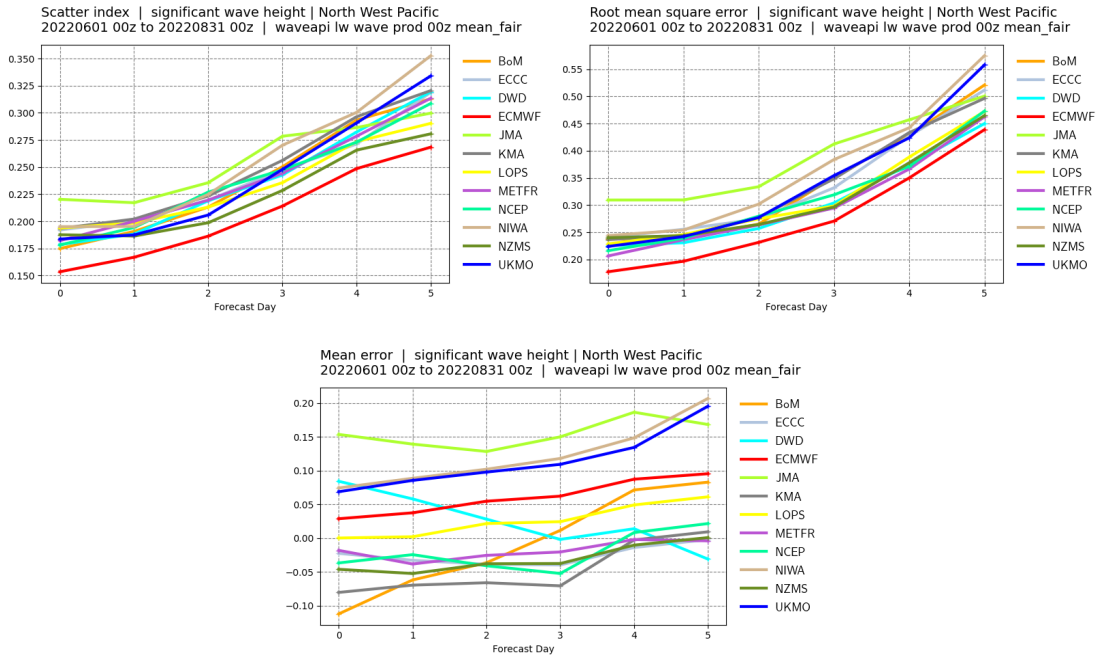 Scatter index | significant wave height | North West Pacific
20220601 00z to 20220831 00z | waveapi lw wave prod 00z mean_fair
0.350
0.325
0.300
0.275
0.250
0.225
0.200
0.175
0.150
0 1 2 3 4 5
Forecast Day
BoM
ECCC
DWD
ECMWF
JMA
KMA
LOPS
METFR
NCEP
NIWA
NZMS
UKMO
Root mean square error | significant wave height | North West Pacific
20220601 00z to 20220831 00z | waveapi lw wave prod 00z mean_fair
0.55
0.50
0.45
0.40
0.35
0.30
0.25
0.20
0 1 2 3 4 5
Forecast Day
BoM
ECCC
DWD
ECMWF
JMA
KMA
LOPS
METFR
NCEP
NIWA
NZMS
UKMO
Mean error | significant wave height | North West Pacific
20220601 00z to 20220831 00z | waveapi lw wave prod 00z mean_fair
0.20
0.15
0.10
0.05
0.00
−0.05
−0.10
0 1 2 3 4 5
Forecast Day
BoM
ECCC
DWD
ECMWF
JMA
KMA
LOPS
METFR
NCEP
NIWA
NZMS
UKMO